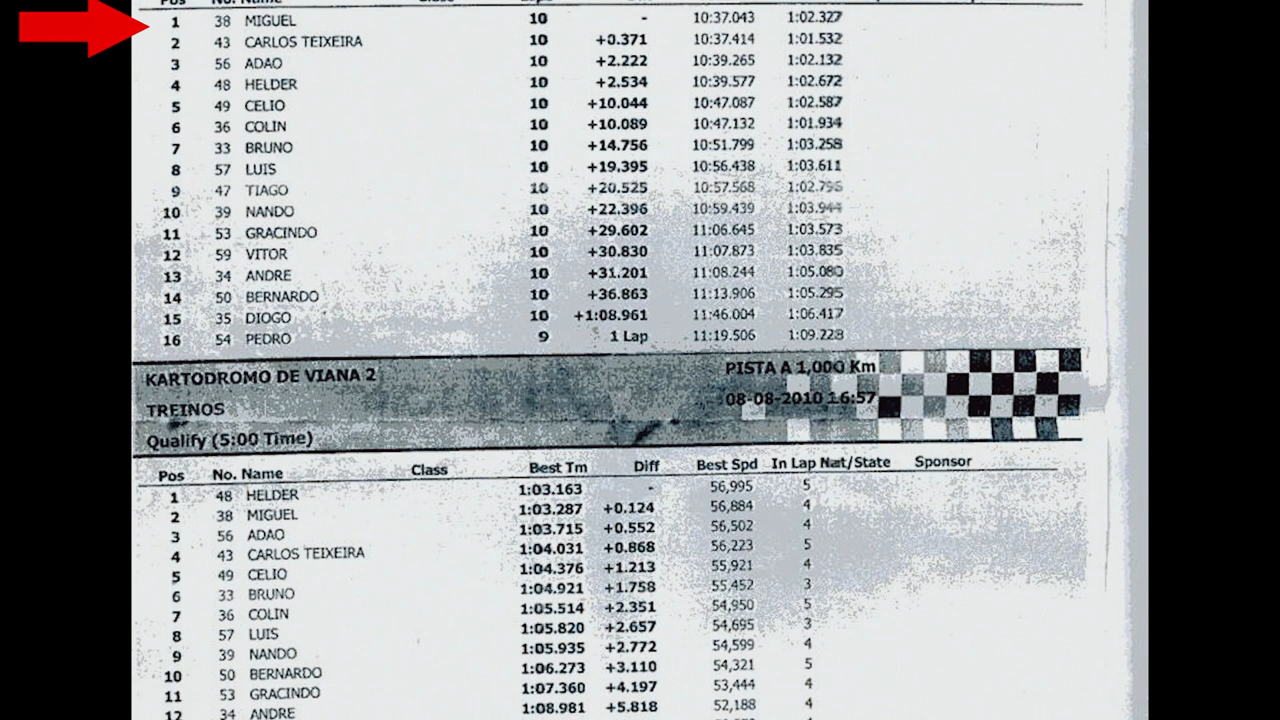 Pos No. Name Class Laps Diff
1 38 MIGUEL 10 - 10:37.043 1:02.327
2 43 CARLOS TEIXEIRA 10 +0.371 10:37.414 1:01.532
3 56 ADAO 10 +2.222 10:39.265 1:02.132
4 48 HELDER 10 +2.534 10:39.577 1:02.672
5 49 CELIO 10 +10.044 10:47.087 1:02.587
6 36 COLIN 10 +10.089 10:47.132 1:01.934
7 33 BRUNO 10 +14.756 10:51.799 1:03.258
8 57 LUIS 10 +19.395 10:56.438 1:03.611
9 47 TIAGO 10 +20.525 10:57.568 1:02.796
10 39 NANDO 10 +22.396 10:59.439 1:03.944
11 53 GRACINDO 10 +29.602 11:06.645 1:03.573
12 59 VITOR 10 +30.830 11:07.873 1:03.835
13 34 ANDRE 10 +31.201 11:08.244 1:05.080
14 50 BERNARDO 10 +36.863 11:13.906 1:05.295
15 35 DIOGO 10 +1:08.961 11:46.004 1:06.417
16 54 PEDRO 9 1 Lap 11:19.506 1:09.228
KARTODROMO DE VIANA 2 PISTA A 1,000 Km
TREINOS 08-08-2010 16:57
Qualify (5:00 Time)
Pos No. Name Class Best Tm Diff Best Spd In Lap Nat/State Sponsor
1 48 HELDER 1:03.163 - 56,995 5
2 38 MIGUEL 1:03.287 +0.124 56,884 4
3 56 ADAO 1:03.715 +0.552 56,502 4
4 43 CARLOS TEIXEIRA 1:04.031 +0.868 56,223 5
5 49 CELIO 1:04.376 +1.213 55,921 4
6 33 BRUNO 1:04.921 +1.758 55,452 3
7 36 COLIN 1:05.514 +2.351 54,950 5
8 57 LUIS 1:05.820 +2.657 54,695 3
9 39 NANDO 1:05.935 +2.772 54,599 4
10 50 BERNARDO 1:06.273 +3.110 54,321 5
11 53 GRACINDO 1:07.360 +4.197 53,444 4
12 34 ANDRE 1:08.981 +5.818 52,188 4